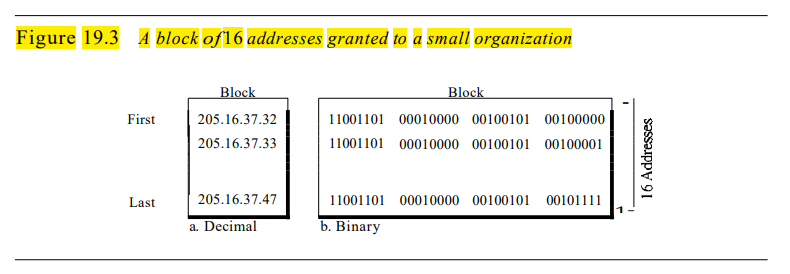 Figure 19.3 A block of 16 addresses granted to a small organization
Block Block
First 205.16.37.32 11001101 00010000 00100101 00100000
205.16.37.33 11001101 00010000 00100101 00100001
16 Addresses
Last 205.16.37.47 11001101 00010000 00100101 00101111
a. Decimal b. Binary